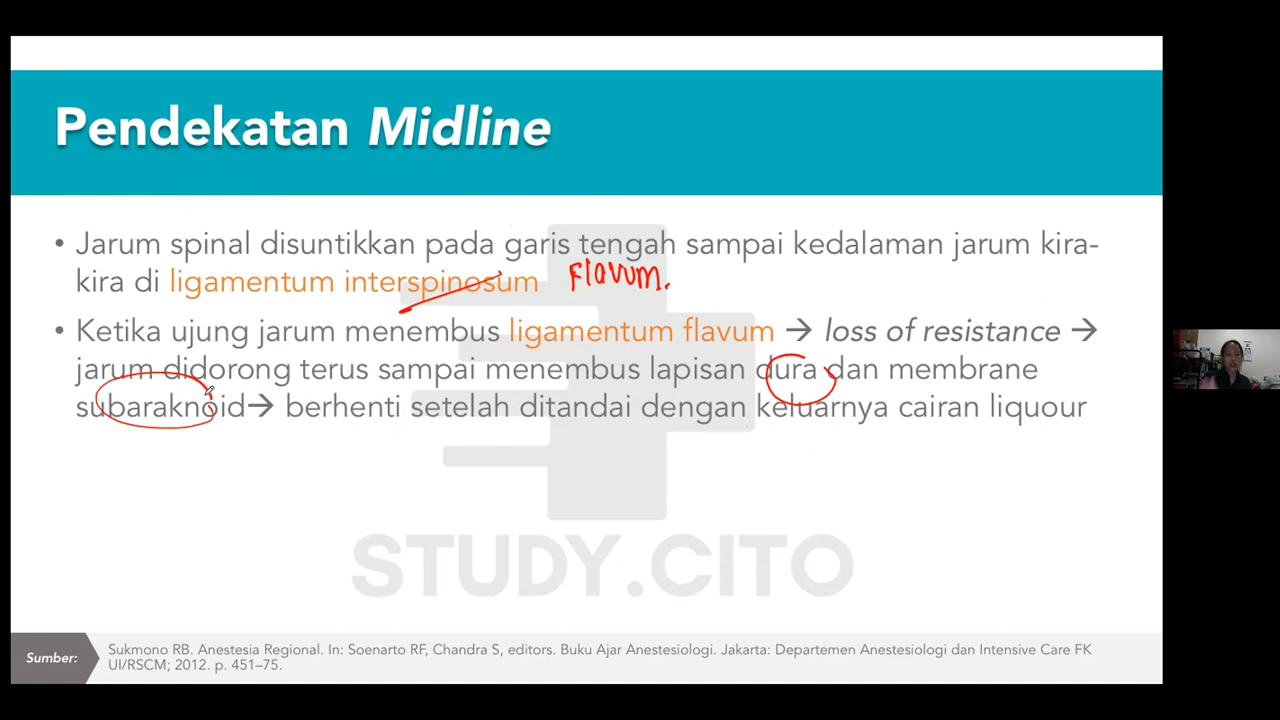 Pendekatan Midline
• Jarum spinal disuntikkan pada garis tengah sampai kedalaman jarum kira-
kira di ligamentum interspinosum Flavum.
• Ketika ujung jarum menembus ligamentum flavum → loss of resistance →
jarum didorong terus sampai menembus lapisan dura dan membrane
subaraknoid→ berhenti setelah ditandai dengan keluarnya cairan liquour
STUDY.CITO
Sumber:
Sukmono RB. Anestesia Regional. In: Soenarto RF, Chandra S, editors. Buku Ajar Anestesiologi. Jakarta: Departemen Anestesiologi dan Intensive Care FK
UI/RSCM; 2012. p. 451–75.